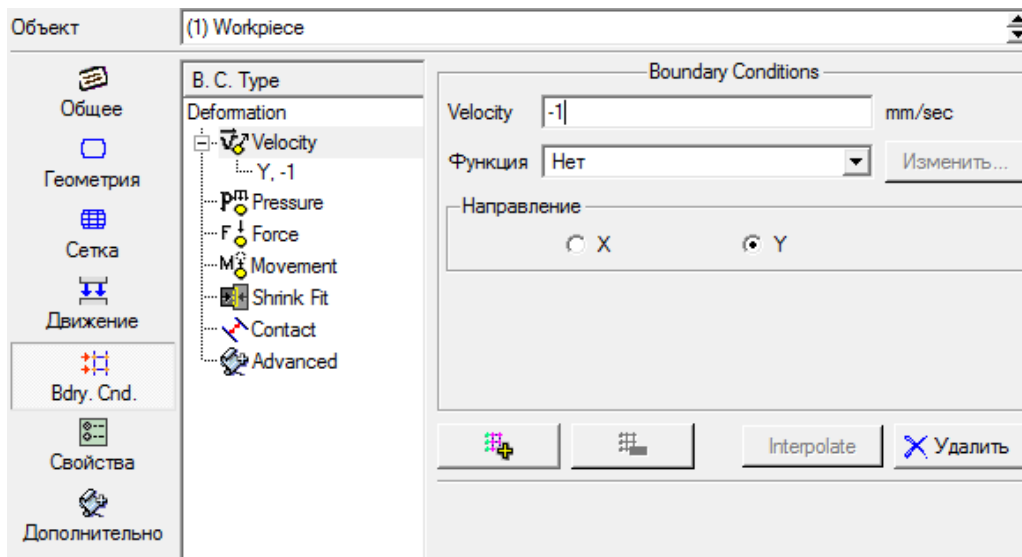 Объект
(1) Workpiece
Общее
Геометрия
Сетка
Движение
Bdry. Cnd.
Свойства
Дополнительно
B. C. Type
Deformation
Velocity
Y, -1
Pressure
Force
Movement
Shrink Fit
Contact
Advanced
Boundary Conditions
Velocity -1 mm/sec
Функция Нет Изменить...
Направление
X Y
Interpolate Удалить